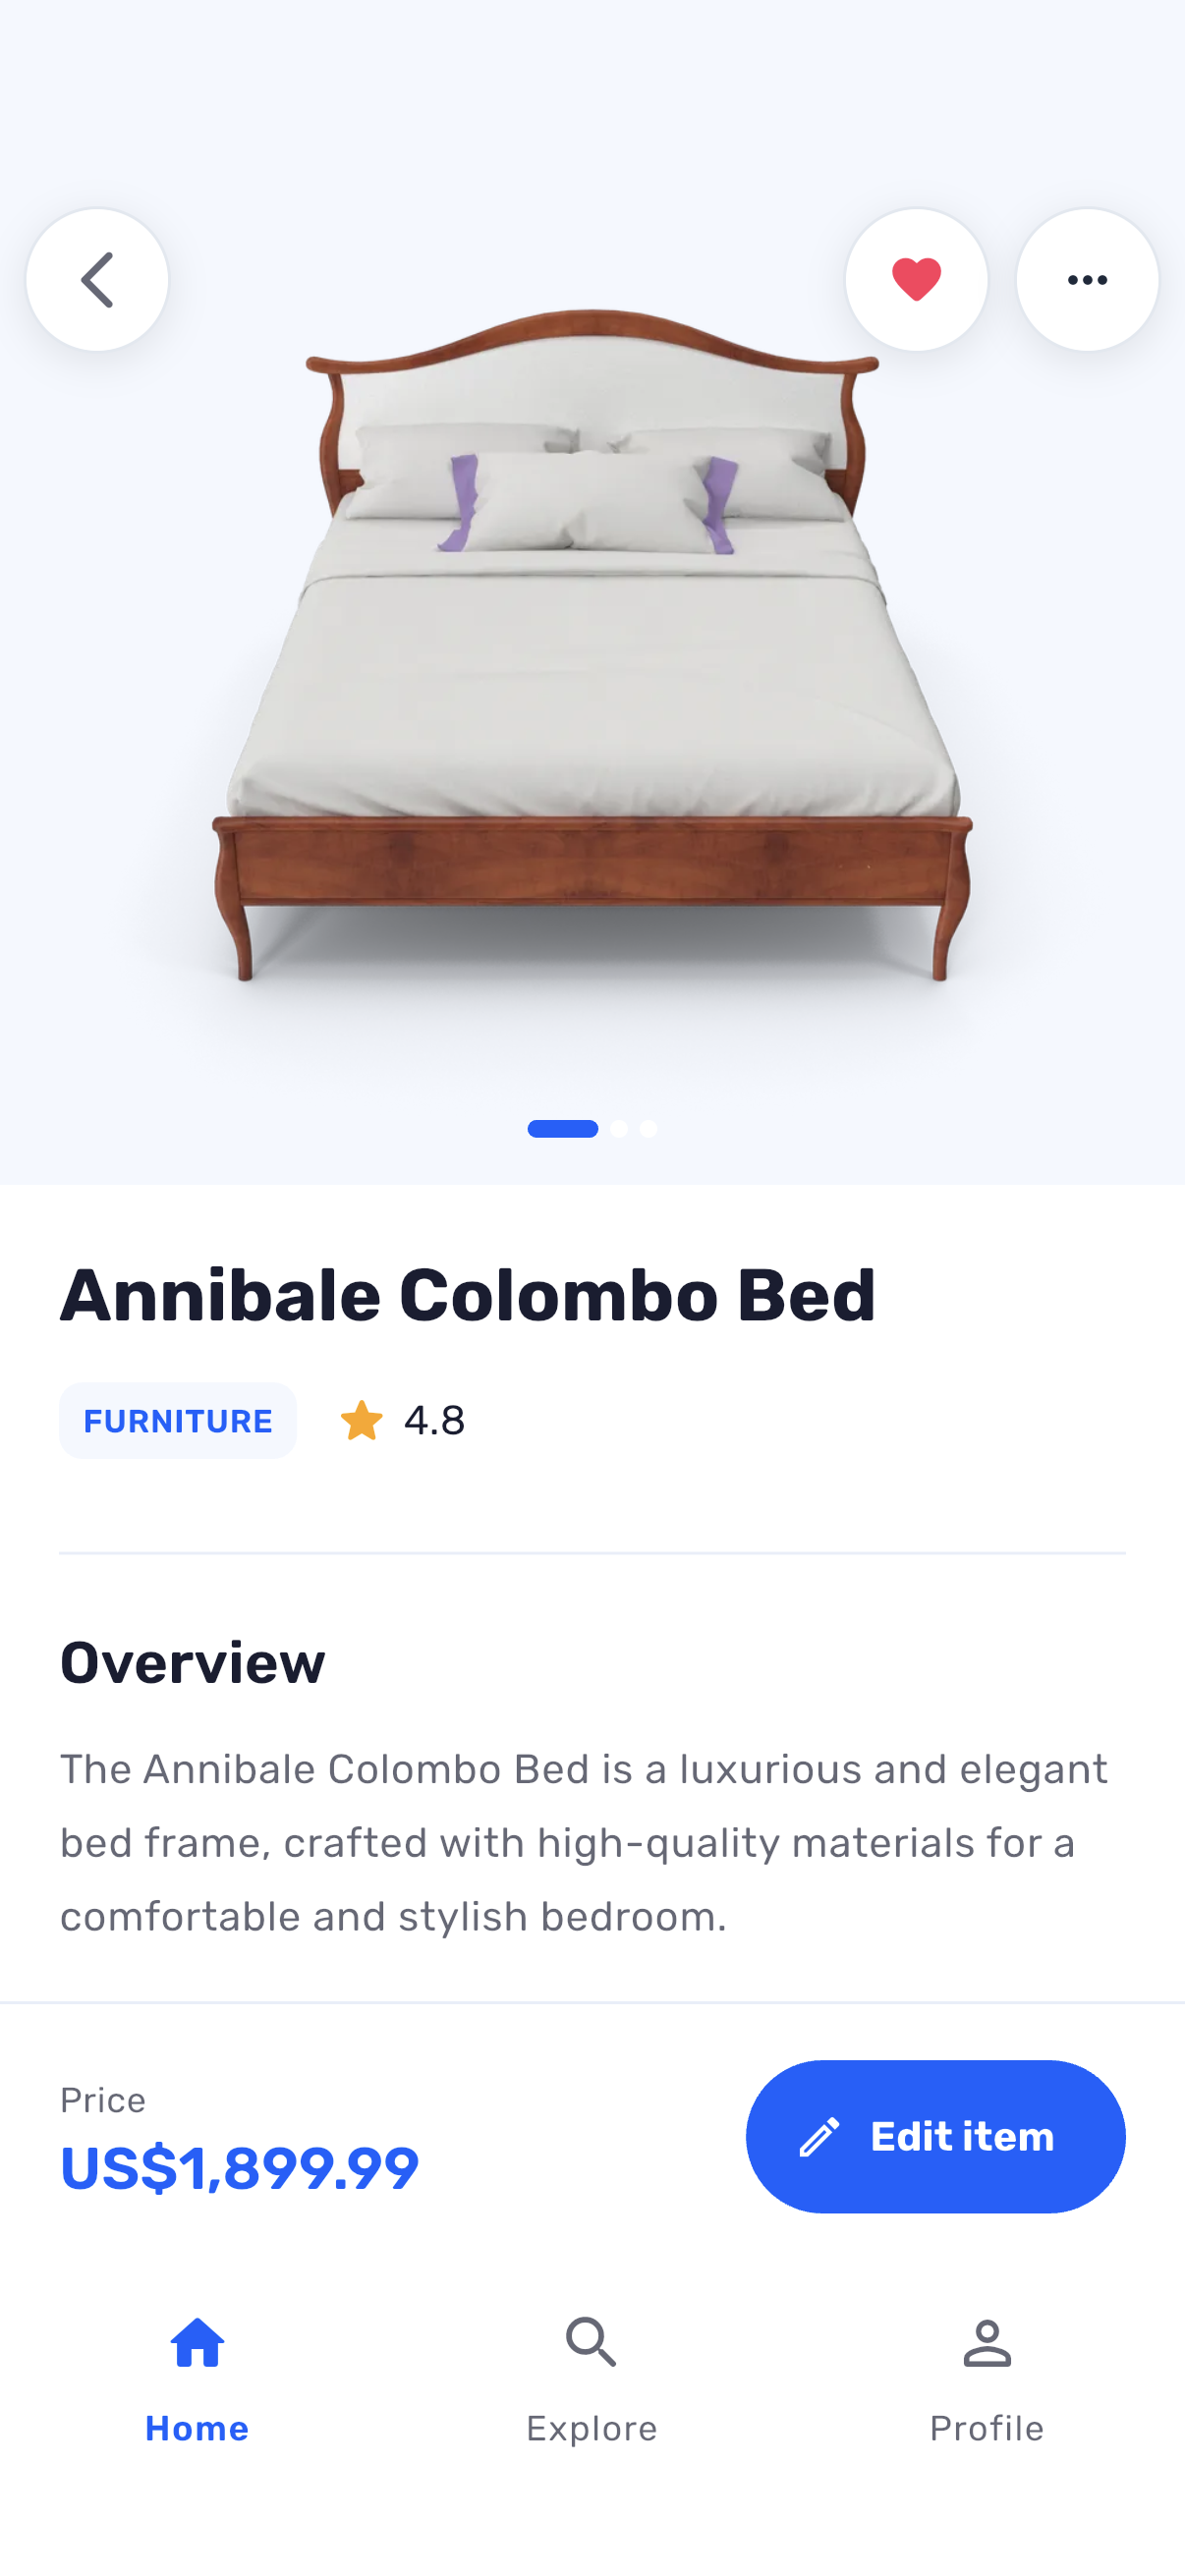 Annibale Colombo Bed
FURNITURE
4.8
Overview
The Annibale Colombo Bed is a luxurious and elegant
bed frame, crafted with high-quality materials for a
comfortable and stylish bedroom.
Price
US$1,899.99
Edit item
Home
Explore
Profile